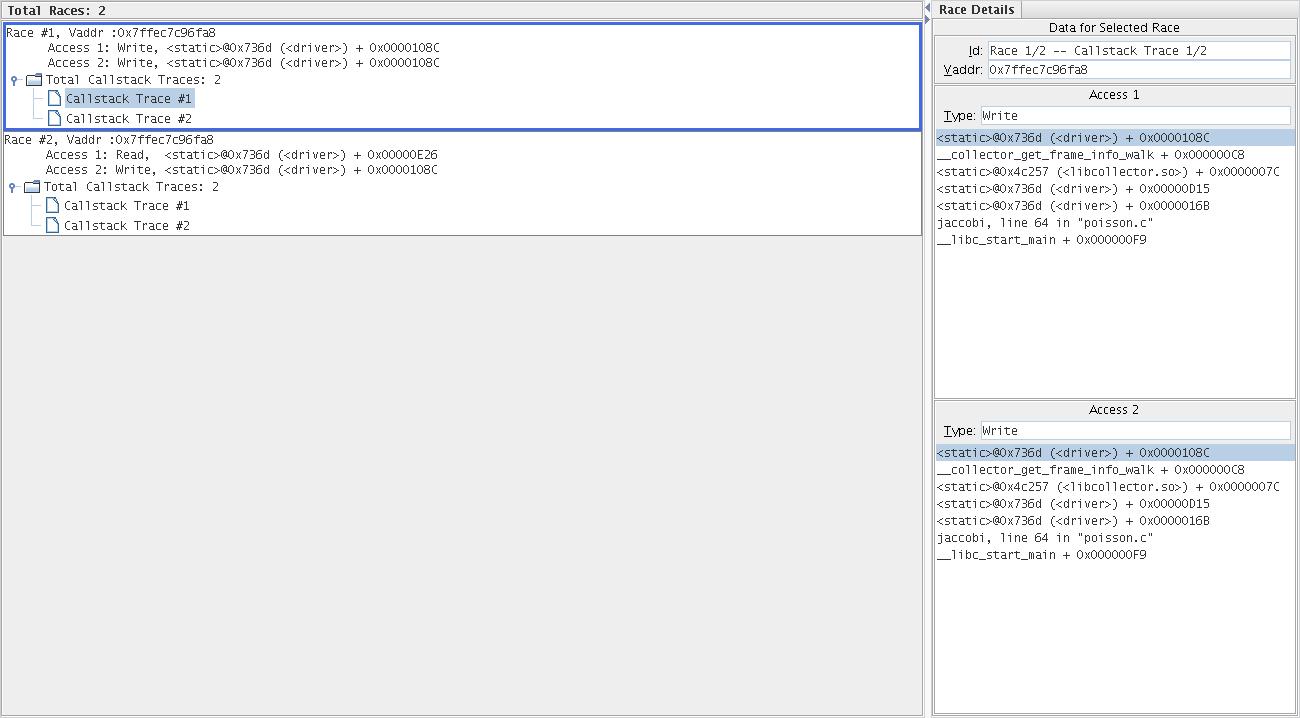 Total Races: 2
Race #1, Vaddr :0x7ffec7c96fa8
Access 1: Write, <static>@0x736d (<driver>) + 0x0000108C
Access 2: Write, <static>@0x736d (<driver>) + 0x0000108C
Total Callstack Traces: 2
Callstack Trace #1
Callstack Trace #2
Race #2, Vaddr :0x7ffec7c96fa8
Access 1: Read,  <static>@0x736d (<driver>) + 0x00000E26
Access 2: Write, <static>@0x736d (<driver>) + 0x0000108C
Total Callstack Traces: 2
Callstack Trace #1
Callstack Trace #2
Race Details
Data for Selected Race
Id: Race 1/2 -- Callstack Trace 1/2
Vaddr: 0x7ffec7c96fa8
Access 1
Type: Write
<static>@0x736d (<driver>) + 0x0000108C
__collector_get_frame_info_walk + 0x000000C8
<static>@0x4c257 (<libcollector.so>) + 0x0000007C
<static>@0x736d (<driver>) + 0x00000D15
<static>@0x736d (<driver>) + 0x0000016B
jaccobi, line 64 in "poisson.c"
__libc_start_main + 0x000000F9
Access 2
Type: Write
<static>@0x736d (<driver>) + 0x0000108C
__collector_get_frame_info_walk + 0x000000C8
<static>@0x4c257 (<libcollector.so>) + 0x0000007C
<static>@0x736d (<driver>) + 0x00000D15
<static>@0x736d (<driver>) + 0x0000016B
jaccobi, line 64 in "poisson.c"
__libc_start_main + 0x000000F9